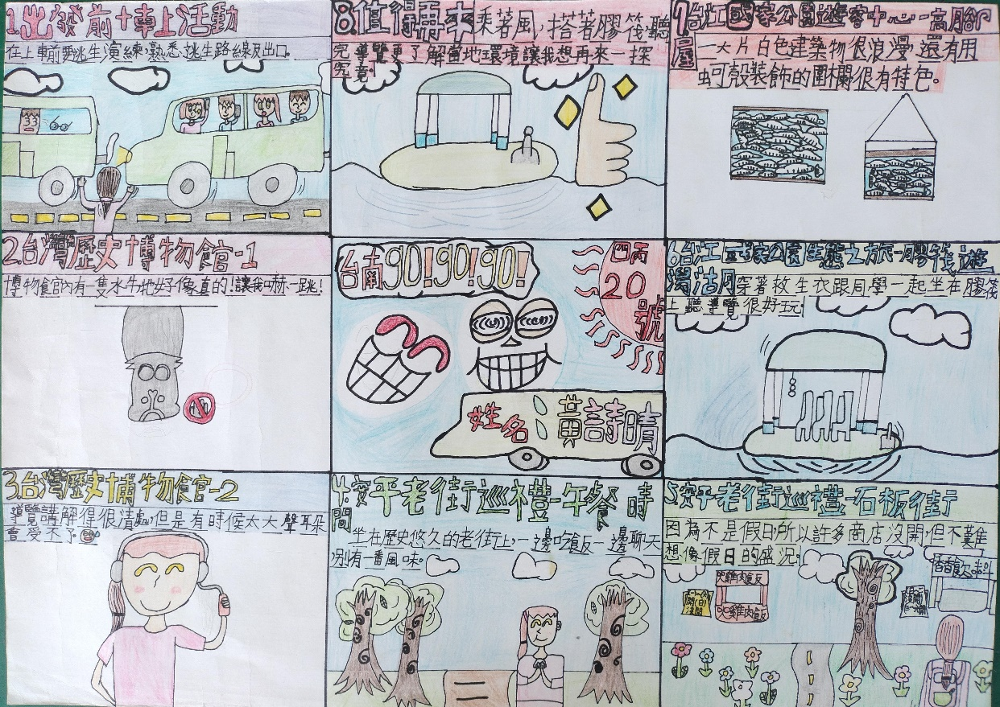 1.出發前+車上活動
在上車前要逃生演練,熟悉逃生路線及出口。
8.值得再來乘著風,搭著膠筏聽
完導覽更了解當地環境讓我想再來一探
究竟。
7.台江國家公園遊客中心-高腳
屋一大片白色建築物很浪漫,還有用
蚵殼裝飾的圍欄很有特色。
2.台灣歷史博物館-1
博物館內有一隻水牛牠好像真的!讓我嚇一跳!
台南90!90!90!
四丙
20
號
姓名:黃詩晴
6.台江國家公園生態之旅-膠筏遊
潟沽月穿著救生衣跟同學一起坐在膠筏
上聽導覽很好玩。
3.台灣歷史博物館-2
導覽講解得很清處,但是有時候太大聲耳朵
會受不了
4.安平老街巡禮-午餐時
間坐在歷史悠久的老街上,一邊吃飯一邊聊天
別有一番風味。
5.安平老街巡禮-石板街
因為不是假日,所以許多商店沒開,但不難
想像假日的盛況。
火雞肉飯
火雞肉飯
香香飲料